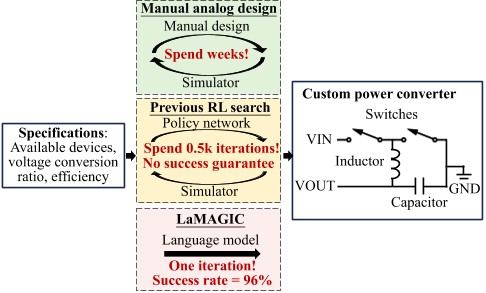 Manual analog design
Manual design
Spend weeks!
Simulator
Specifications:
Available devices,
voltage conversion
ratio, efficiency
Previous RL search
Policy network
Spend 0.5k iterations!
No success guarantee
Simulator
LaMAGIC
Language model
One iteration!
Success rate = 96%
Custom power converter
Switches
VIN
Inductor
VOUT
GND
Capacitor